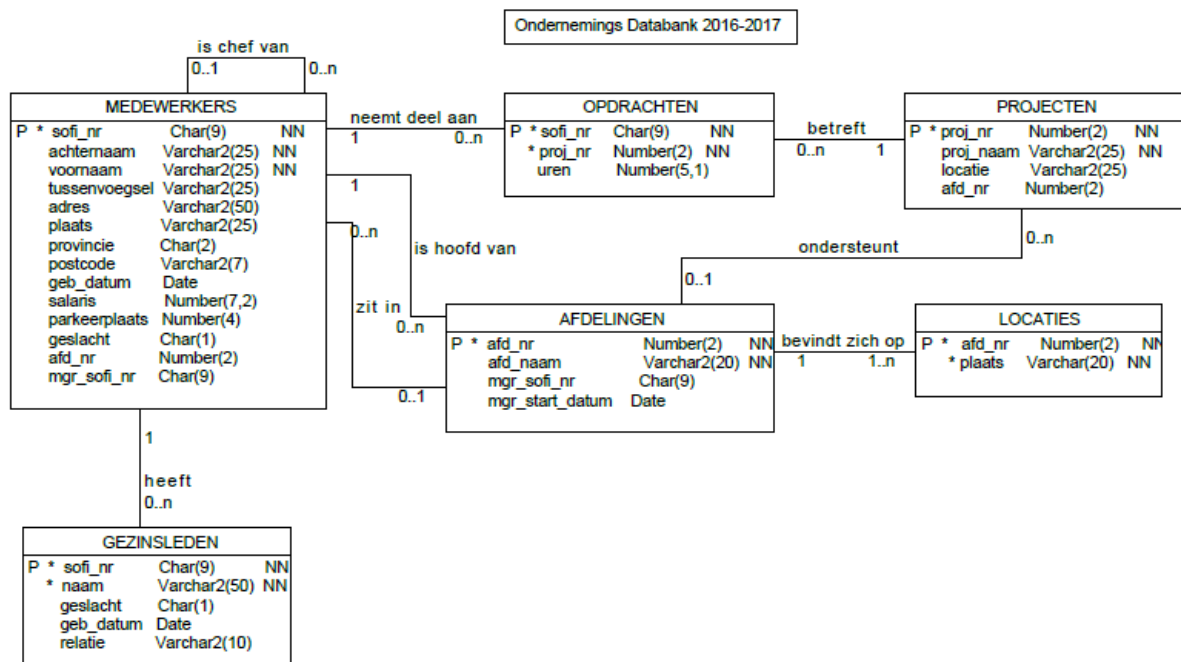 Ondernemings Databank 2016-2017
is chef van
0..1 0..n
MEDEWERKERS
P * sofi_nr Char(9) NN
achternaam Varchar2(25) NN
voornaam Varchar2(25) NN
tussenvoegsel Varchar2(25)
adres Varchar2(50)
plaats Varchar2(25)
provincie Char(2)
postcode Varchar2(7)
geb_datum Date
salaris Number(7,2)
parkeerplaats Number(4)
geslacht Char(1)
afd_nr Number(2)
mgr_sofi_nr Char(9)
neemt deel aan
1 0..n
OPDRACHTEN
P * sofi_nr Char(9) NN
* proj_nr Number(2) NN
uren Number(5,1)
betreft
0..n 1
PROJECTEN
P * proj_nr Number(2) NN
proj_naam Varchar2(25) NN
locatie Varchar2(25)
afd_nr Number(2)
1
is hoofd van
0..n
0..n
zit in
0..1
ondersteunt
0..n
0..1
AFDELINGEN
P * afd_nr Number(2) NN
afd_naam Varchar2(20) NN
mgr_sofi_nr Char(9)
mgr_start_datum Date
bevindt zich op
1 1..n
LOCATIES
P * afd_nr Number(2) NN
* plaats Varchar(20) NN
1
heeft
0..n
GEZINSLEDEN
P * sofi_nr Char(9) NN
* naam Varchar2(50) NN
geslacht Char(1)
geb_datum Date
relatie Varchar2(10)